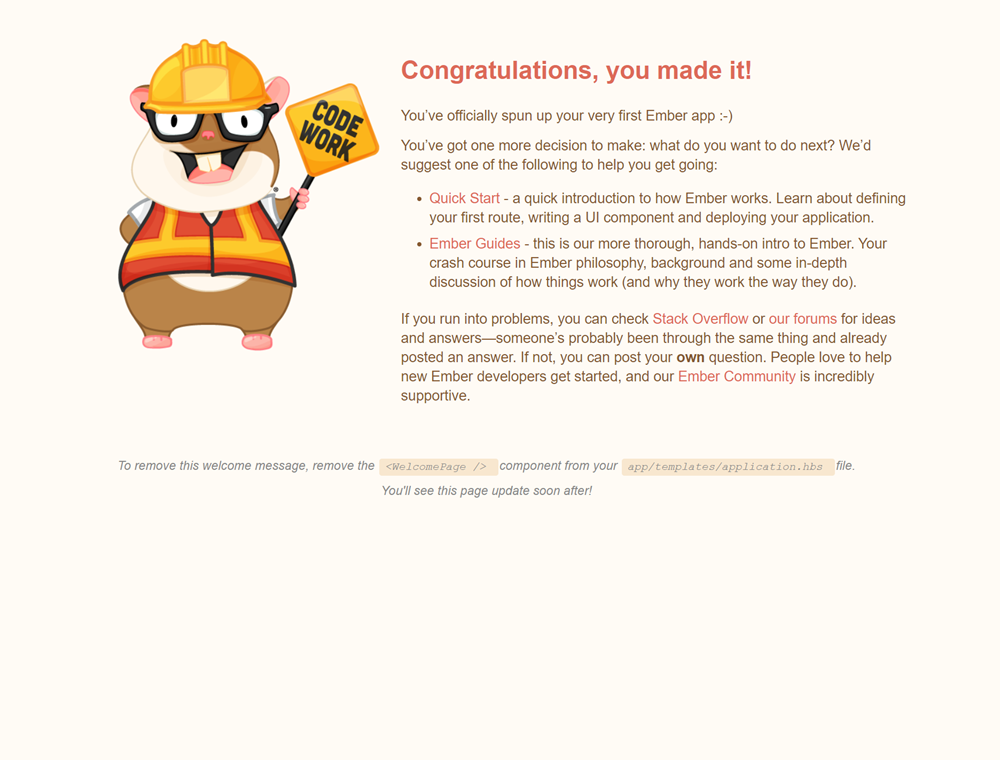 CODE
WORK
Congratulations, you made it!
You’ve officially spun up your very first Ember app :-)
You’ve got one more decision to make: what do you want to do next? We’d
suggest one of the following to help you get going:
• Quick Start - a quick introduction to how Ember works. Learn about defining
your first route, writing a UI component and deploying your application.
• Ember Guides - this is our more thorough, hands-on intro to Ember. Your
crash course in Ember philosophy, background and some in-depth
discussion of how things work (and why they work the way they do).
If you run into problems, you can check Stack Overflow or our forums for ideas
and answers—someone’s probably been through the same thing and already
posted an answer. If not, you can post your own question. People love to help
new Ember developers get started, and our Ember Community is incredibly
supportive.
To remove this welcome message, remove the <WelcomePage /> component from your app/templates/application.hbs file.
You'll see this page update soon after!